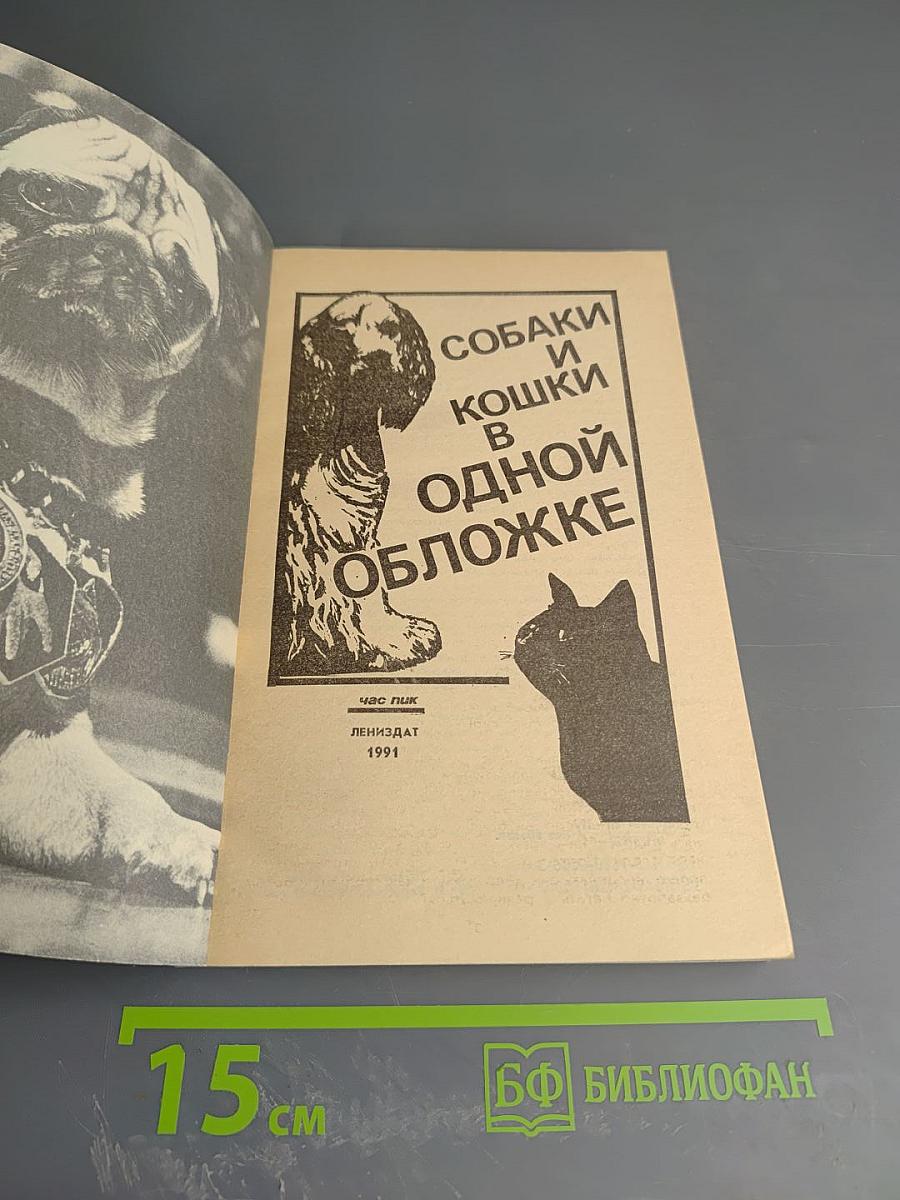 СОБАКИ
И
КОШКИ
В
ОДНОЙ
ОБЛОЖКЕ
час пик
ЛЕНИЗДАТ
1991
15 см
БФ БИБЛИОФАН